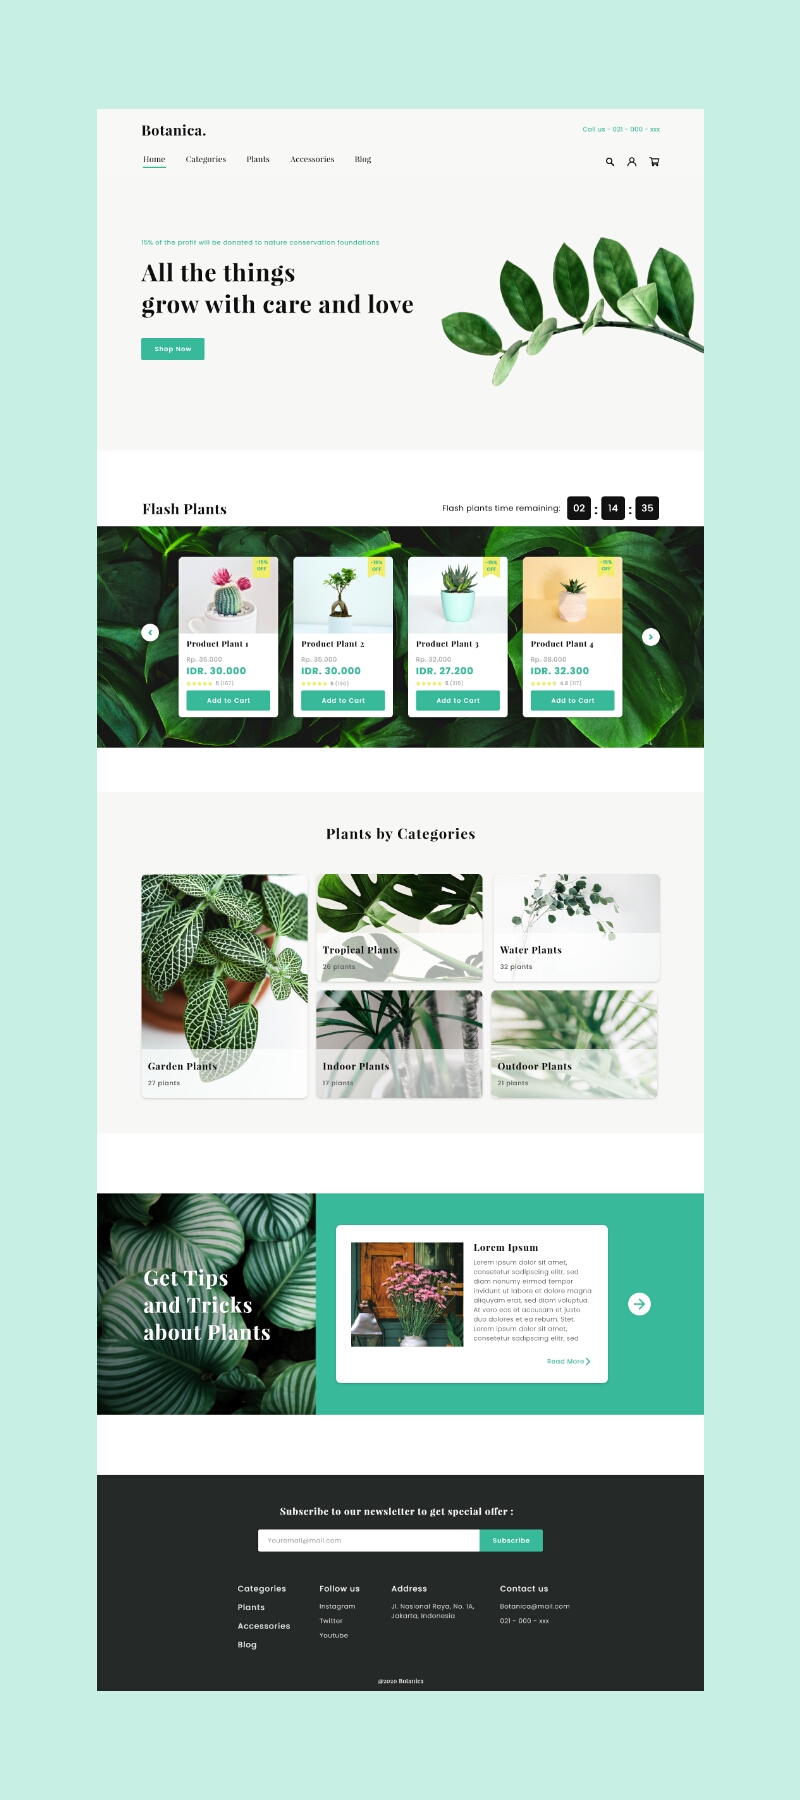 Botanica.
Call us - 021 - 000 - xxx
Home Categories Plants Accessories Blog
15% of the profit will be donated to nature conservation foundations
All the things
grow with care and love
Shop Now
Flash Plants
Flash plants time remaining: 02 : 14 : 35
-15%
OFF
Product Plant 1
Rp. 35.000
IDR. 30.000
5 (167)
Add to Cart
-15%
OFF
Product Plant 2
Rp. 35.000
IDR. 30.000
Add to Cart
-15%
OFF
Product Plant 3
Rp. 32.000
IDR. 27.200
Add to Cart
-15%
OFF
Product Plant 4
Rp. 38.000
IDR. 32.300
Add to Cart
Plants by Categories
Garden Plants
27 plants
Tropical Plants
26 plants
Water Plants
32 plants
Indoor Plants
17 plants
Outdoor Plants
21 plants
Get Tips
and Tricks
about Plants
Lorem Ipsum
Lorem ipsum dolor sit amet,
consetetur sadipscing elitr, sed
diam nonumy eirmod tempor
invidunt ut labore et dolore magna
aliquyam erat, sed diam voluptua.
At vero eos et accusam et justo
duo dolores et ea rebum. Stet.
Lorem ipsum dolor sit amet,
consetetur sadipscing elitr, sed
Read More
Subscribe to our newsletter to get special offer :
Youremail@mail.com
Subscribe
Categories
Plants
Accessories
Blog
Follow us
Instagram
Twitter
Youtube
Address
Jl. Nasional Raya, No. 1A,
Jakarta, Indonesia
Contact us
Botanica@mail.com
021 - 000 - xxx
@2020 Botanica